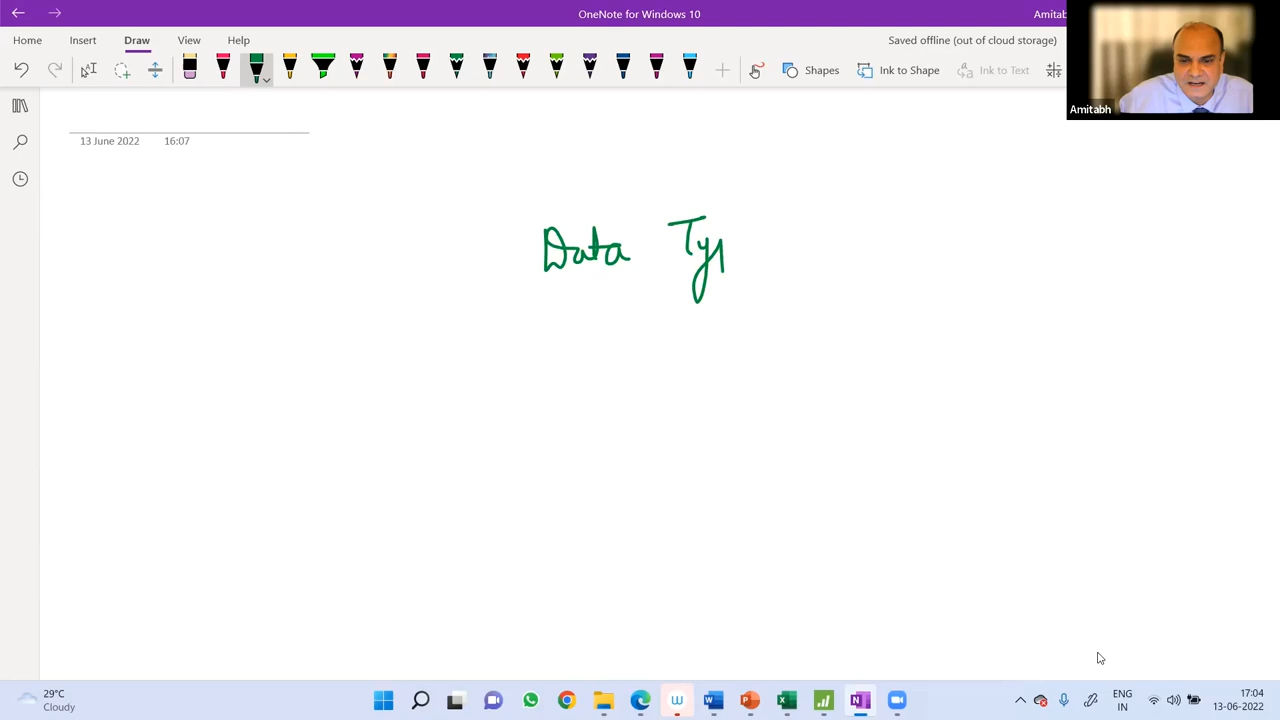 OneNote for Windows 10
Amitab
Home Insert Draw View Help
Saved offline (out of cloud storage)
Shapes Ink to Shape Ink to Text
Amitabh
13 June 2022 16:07
Data Typ
29°C
Cloudy
ENG
IN
17:04
13-06-2022